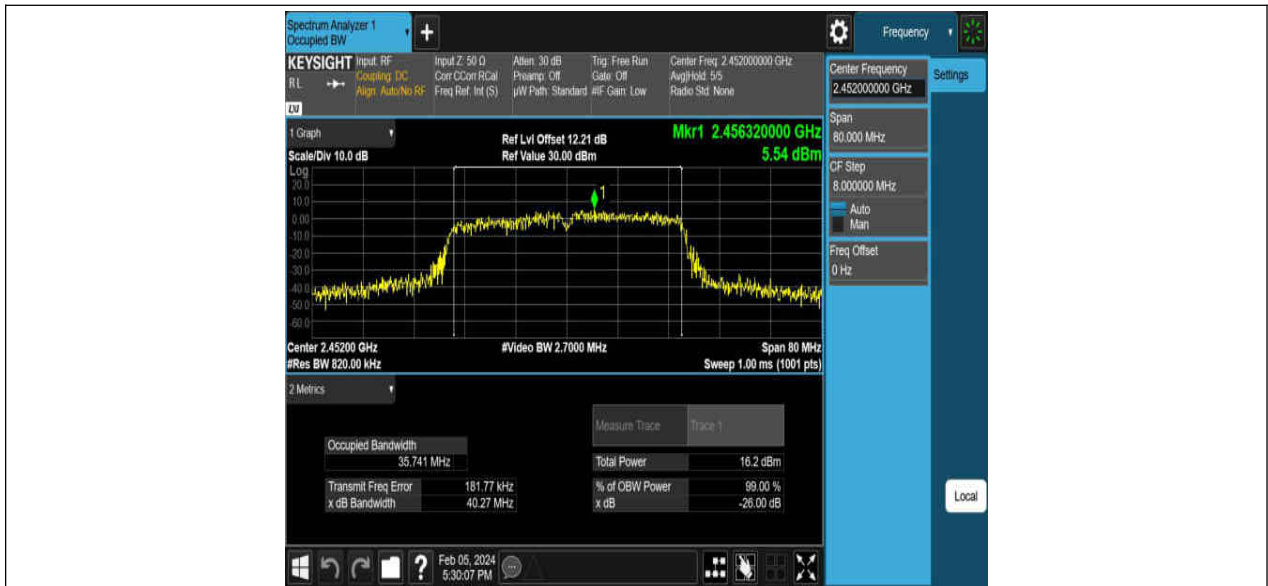 Spectrum Analyzer 1
Occupied BW
+
Frequency
KEYSIGHT
RL
LXI
Input: RF
Coupling: DC
Align: Auto/No RF
Input Z: 50 Ω
Corr CCorr RCal
Freq Ref: Int (S)
Atten: 30 dB
Preamp: Off
µW Path: Standard
Trig: Free Run
Gate: Off
#IF Gain: Low
Center Freq: 2.452000000 GHz
Avg|Hold: 5/5
Radio Std: None
Center Frequency
2.452000000 GHz
Settings
Span
80.000 MHz
CF Step
8.000000 MHz
Auto
Man
Freq Offset
0 Hz
Local
1 Graph
Scale/Div 10.0 dB
Ref Lvl Offset 12.21 dB
Ref Value 30.00 dBm
Mkr1 2.456320000 GHz
5.54 dBm
Log
20.0
10.0
0.00
-10.0
-20.0
-30.0
-40.0
-50.0
-60.0
1
Center 2.45200 GHz
#Res BW 820.00 kHz
#Video BW 2.7000 MHz
Span 80 MHz
Sweep 1.00 ms (1001 pts)
2 Metrics
Measure Trace Trace 1
Occupied Bandwidth
35.741 MHz
Total Power 16.2 dBm
Transmit Freq Error 181.77 kHz
% of OBW Power 99.00 %
x dB Bandwidth 40.27 MHz
x dB -26.00 dB
?
Feb 05, 2024
5:30:07 PM